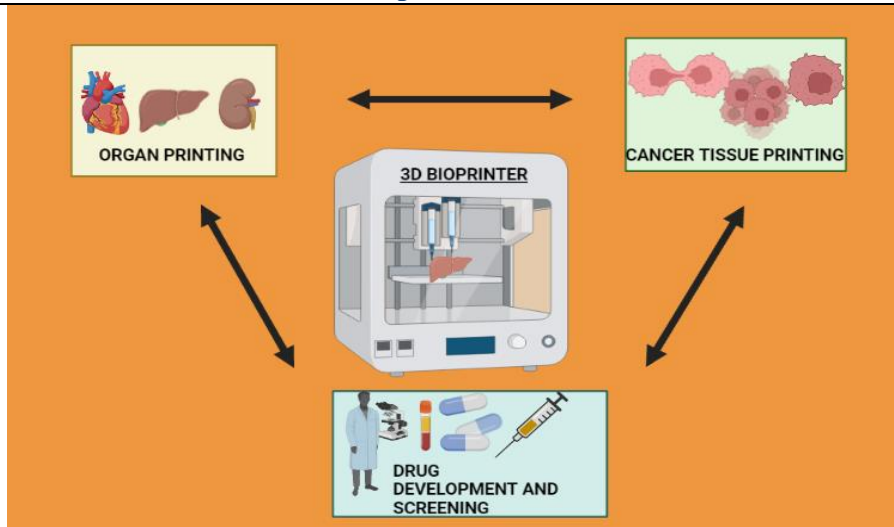 ORGAN PRINTING
CANCER TISSUE PRINTING
3D BIOPRINTER
DRUG
DEVELOPMENT AND
SCREENING